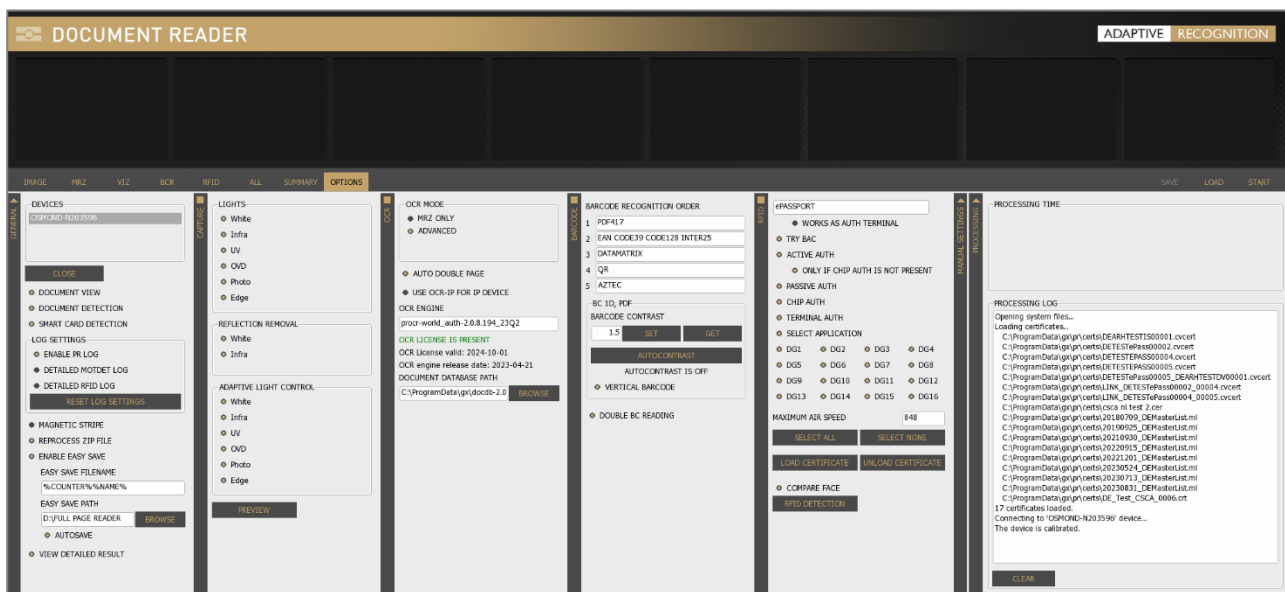 DOCUMENT READER
ADAPTIVE RECOGNITION
IMAGE MRZ VIZ BCR RFID ALL SUMMARY OPTIONS
SAVE LOAD START
GENERAL
DEVICES
OSMOND-N203596
CLOSE
DOCUMENT VIEW
DOCUMENT DETECTION
SMART CARD DETECTION
LOG SETTINGS
ENABLE PR LOG
DETAILED MOTDET LOG
DETAILED RFID LOG
RESET LOG SETTINGS
MAGNETIC STRIPE
REPROCESS ZIP FILE
ENABLE EASY SAVE
EASY SAVE FILENAME
%COUNTER%%NAME%
EASY SAVE PATH
D:\FULL PAGE READER BROWSE
AUTOSAVE
VIEW DETAILED RESULT
CAPTURE
LIGHTS
White
Infra
UV
OVD
Photo
Edge
REFLECTION REMOVAL
White
Infra
ADAPTIVE LIGHT CONTROL
White
Infra
UV
OVD
Photo
Edge
PREVIEW
OCR
OCR MODE
MRZ ONLY
ADVANCED
AUTO DOUBLE PAGE
USE OCR-IP FOR IP DEVICE
OCR ENGINE
procr-world_auth-2.0.8.194_23Q2
OCR LICENSE IS PRESENT
OCR License valid: 2024-10-01
OCR engine release date: 2023-04-21
DOCUMENT DATABASE PATH
C:\ProgramData\gx\docdb-2.0 BROWSE
BARCODE
BARCODE RECOGNITION ORDER
1 PDF417
2 EAN CODE39 CODE128 INTER25
3 DATAMATRIX
4 QR
5 AZTEC
BC 1D, PDF
BARCODE CONTRAST
1.5 SET GET
AUTOCONTRAST
AUTOCONTRAST IS OFF
VERTICAL BARCODE
DOUBLE BC READING
RFID
ePASSPORT
WORKS AS AUTH TERMINAL
TRY BAC
ACTIVE AUTH
ONLY IF CHIP AUTH IS NOT PRESENT
PASSIVE AUTH
CHIP AUTH
TERMINAL AUTH
SELECT APPLICATION
DG1 DG2 DG3 DG4
DG5 DG6 DG7 DG8
DG9 DG10 DG11 DG12
DG13 DG14 DG15 DG16
MAXIMUM AIR SPEED 848
SELECT ALL SELECT NONE
LOAD CERTIFICATE UNLOAD CERTIFICATE
COMPARE FACE
RFID DETECTION
MANUAL SETTINGS
PROCESSING
PROCESSING TIME
PROCESSING LOG
Opening system files...
Loading certificates...
C:\ProgramData\gx\pr\certs\DEARHTESTIS00001.cvcert
C:\ProgramData\gx\pr\certs\DETESTePass00002.cvcert
C:\ProgramData\gx\pr\certs\DETESTEPASS00004.cvcert
C:\ProgramData\gx\pr\certs\DETESTEPASS00005.cvcert
C:\ProgramData\gx\pr\certs\DETESTePass00005_DEARHTESTDV00001.cvcert
C:\ProgramData\gx\pr\certs\LINK_DETESTePass00002_00004.cvcert
C:\ProgramData\gx\pr\certs\LINK_DETESTePass00004_00005.cvcert
C:\ProgramData\gx\pr\certs\csca nl test 2.cer
C:\ProgramData\gx\pr\certs\20180709_DEMasterList.ml
C:\ProgramData\gx\pr\certs\20190925_DEMasterList.ml
C:\ProgramData\gx\pr\certs\20210930_DEMasterList.ml
C:\ProgramData\gx\pr\certs\20220915_DEMasterList.ml
C:\ProgramData\gx\pr\certs\20221201_DEMasterList.ml
C:\ProgramData\gx\pr\certs\20230524_DEMasterList.ml
C:\ProgramData\gx\pr\certs\20230713_DEMasterList.ml
C:\ProgramData\gx\pr\certs\20230831_DEMasterList.ml
C:\ProgramData\gx\pr\certs\DE_Test_CSCA_0006.crt
17 certificates loaded.
Connecting to 'OSMOND-N203596' device...
The device is calibrated.
CLEAR